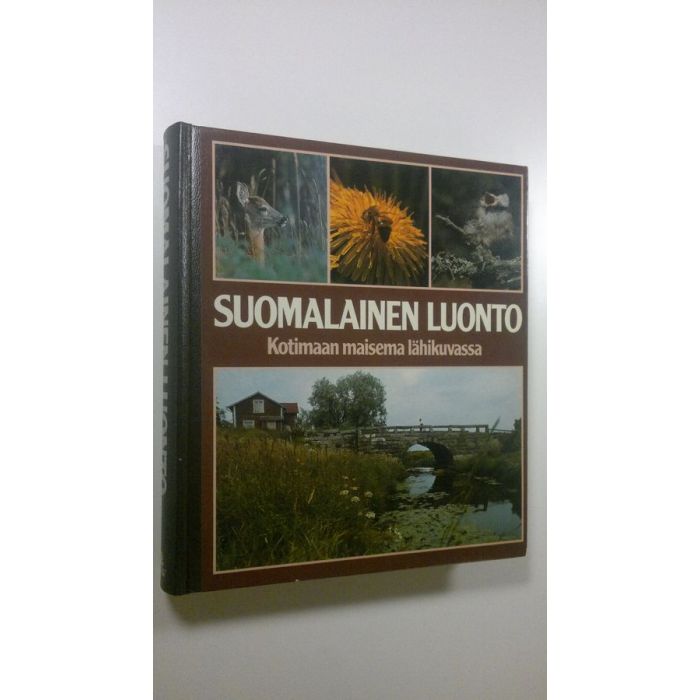 SUOMALAINEN LUONTO
Kotimaan maisema lähikuvassa
SUOMALAINEN LUONTO